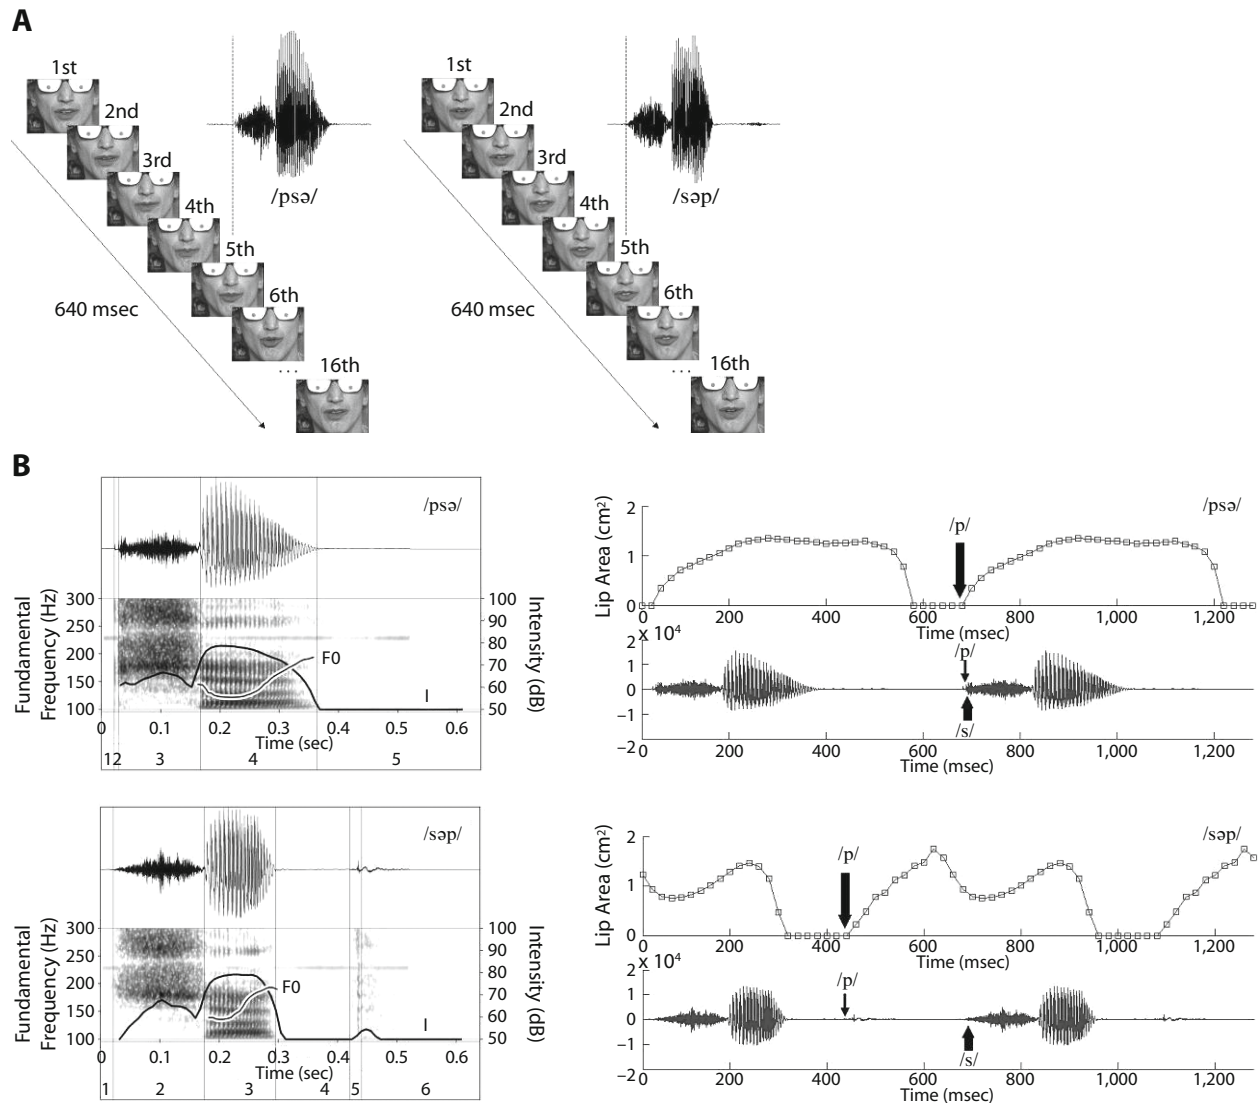 A
1st
2nd
3rd
4th
5th
6th
...
16th
640 msec
/psə/
1st
2nd
3rd
4th
5th
6th
...
16th
640 msec
/səp/
B
/psə/
Fundamental Frequency (Hz)
300
250
200
150
100
100
90
80
70
60
50
Intensity (dB)
F0
I
0 0.1 0.2 0.3 0.4 0.5 0.6
Time (sec)
1 2 3 4 5
/psə/
Lip Area (cm²)
2
1
0
/p/
0 200 400 600 800 1,000 1,200
Time (msec)
x 10⁴
1
0
−1
−2
/p/
/s/
0 200 400 600 800 1,000 1,200
Time (msec)
/səp/
Fundamental Frequency (Hz)
300
250
200
150
100
100
90
80
70
60
50
Intensity (dB)
F0
I
0 0.1 0.2 0.3 0.4 0.5 0.6
Time (sec)
1 2 3 4 5 6
/səp/
Lip Area (cm²)
2
1
0
/p/
0 200 400 600 800 1,000 1,200
Time (msec)
x 10⁴
1
0
−1
−2
/p/
/s/
0 200 400 600 800 1,000 1,200
Time (msec)